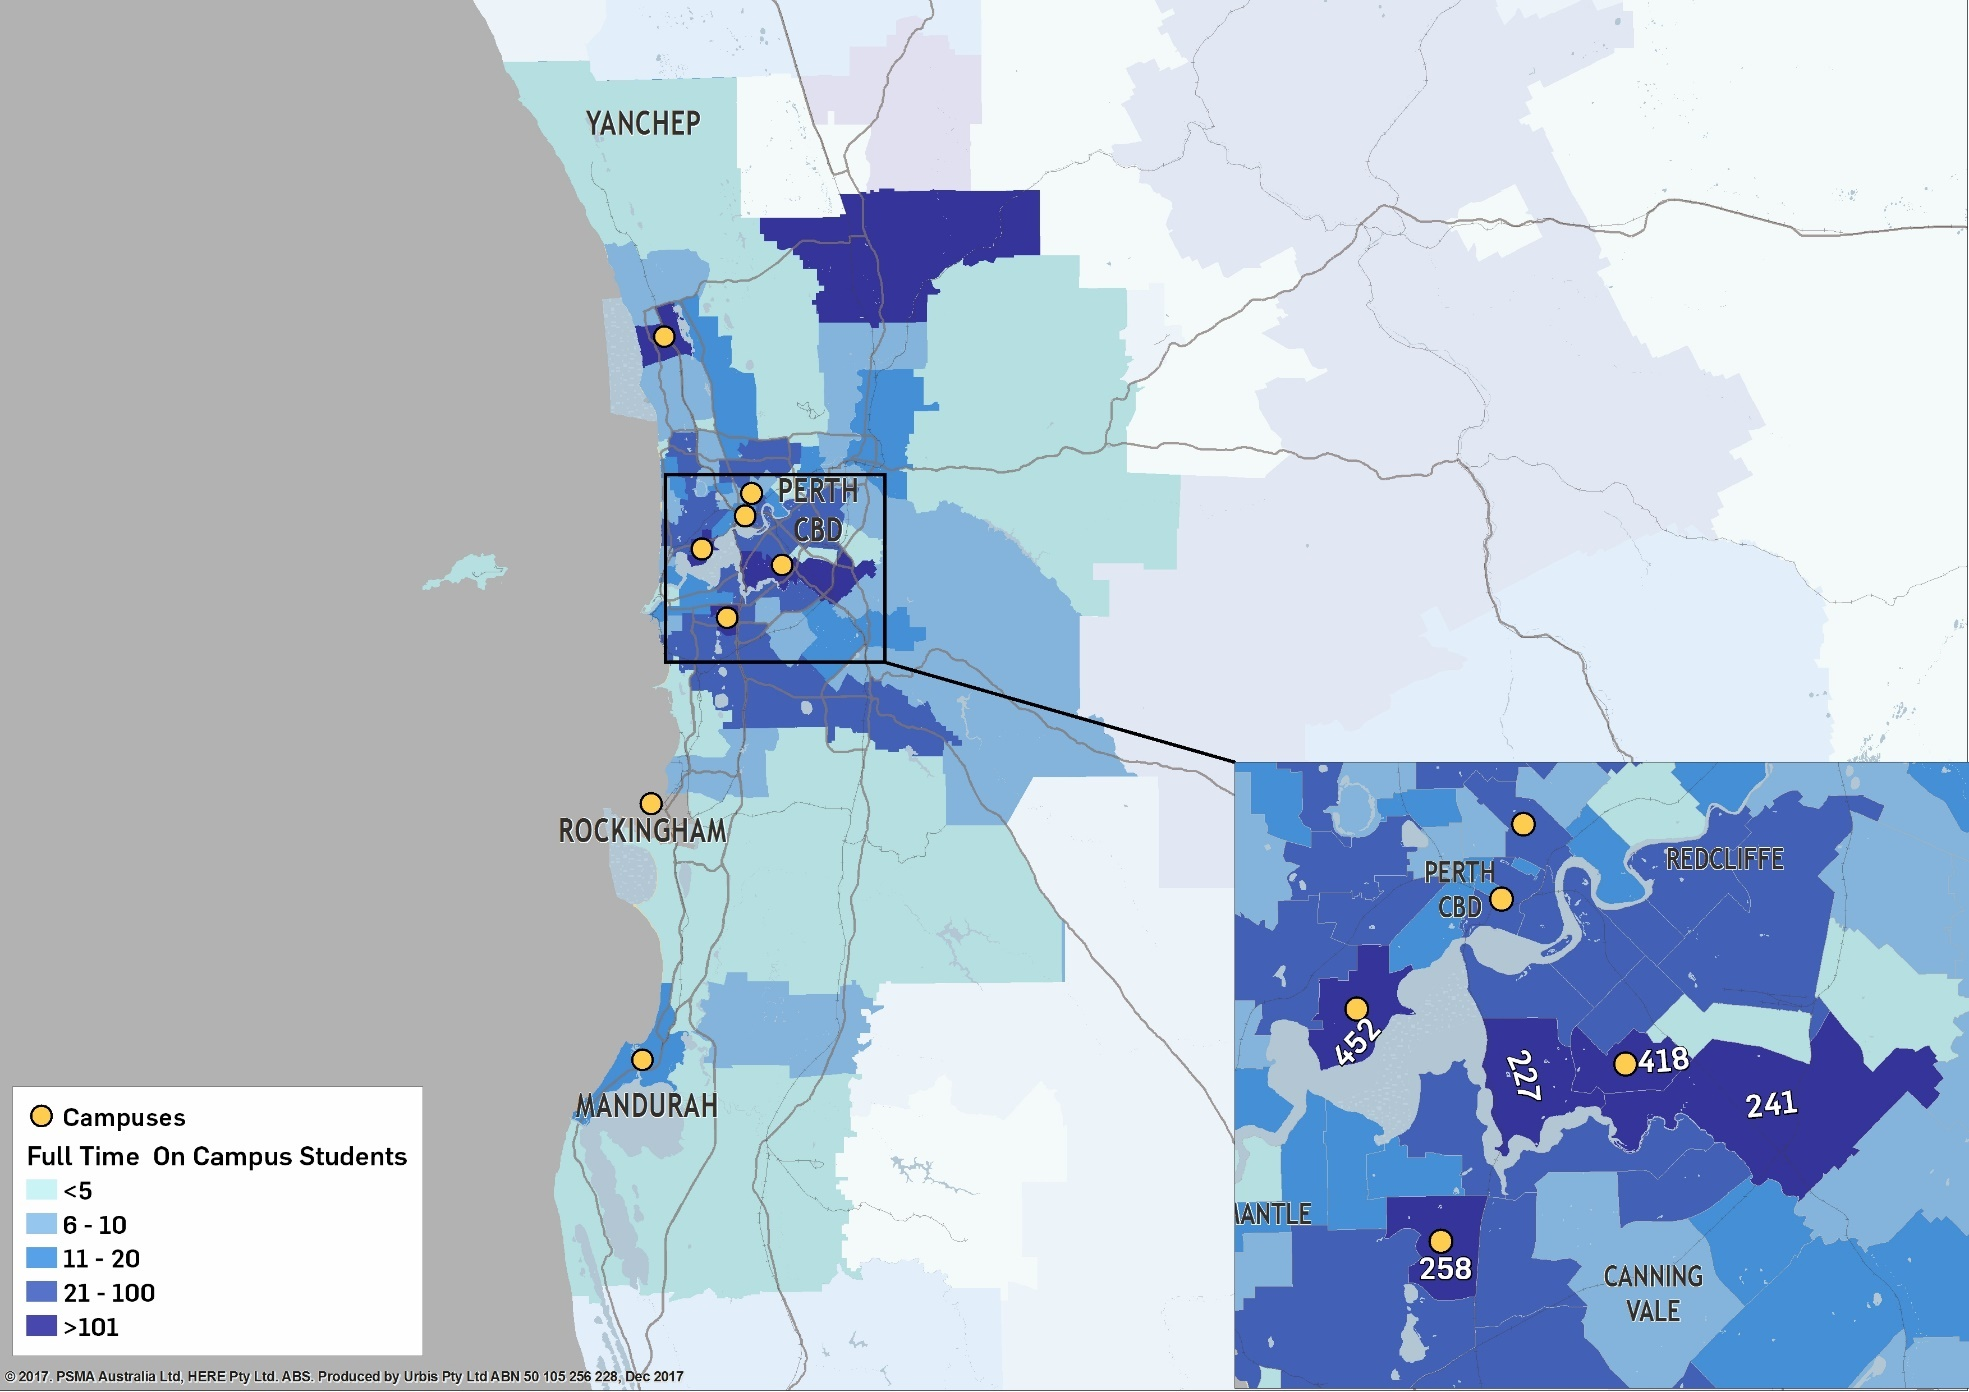 YANCHEP
PERTH
CBD
ROCKINGHAM
MANDURAH
Campuses
Full Time On Campus Students
<5
6 - 10
11 - 20
21 - 100
>101
© 2017. PSMA Australia Ltd, HERE Pty Ltd. ABS. Produced by Urbis Pty Ltd ABN 50 105 256 228, Dec 2017
REDCLIFFE
PERTH
CBD
452
227
418
241
ANTLE
258
CANNING
VALE